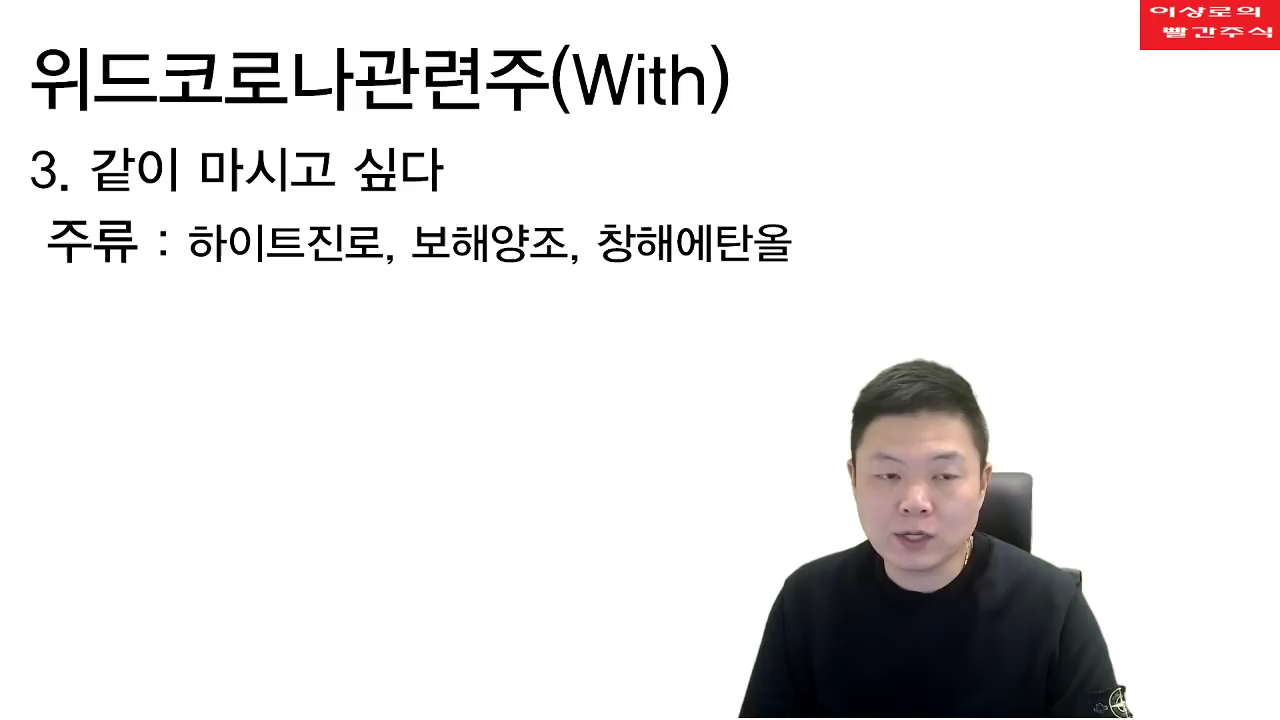 이상로의
빨간주식
위드코로나관련주(With)
3. 같이 마시고 싶다
주류 : 하이트진로, 보해양조, 창해에탄올